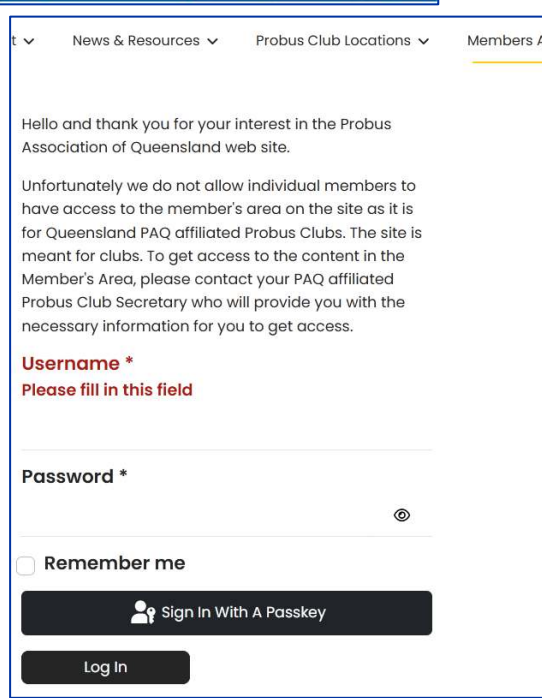 t News & Resources Probus Club Locations Members A
Hello and thank you for your interest in the Probus
Association of Queensland web site.
Unfortunately we do not allow individual members to
have access to the member's area on the site as it is
for Queensland PAQ affiliated Probus Clubs. The site is
meant for clubs. To get access to the content in the
Member's Area, please contact your PAQ affiliated
Probus Club Secretary who will provide you with the
necessary information for you to get access.
Username *
Please fill in this field
Password *
Remember me
Sign In With A Passkey
Log In